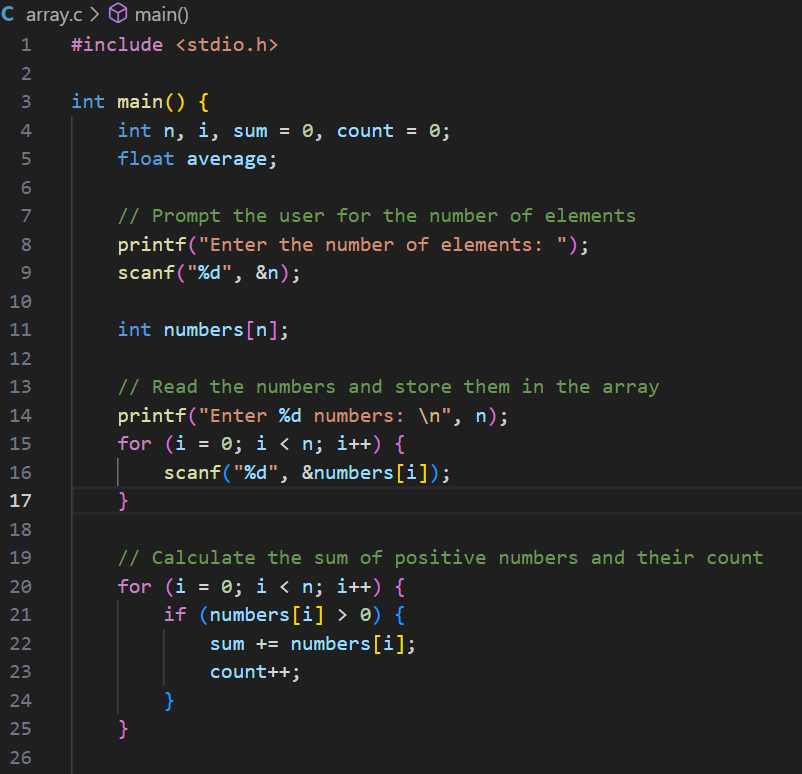 C array.c > main()
1 #include <stdio.h>
2
3 int main() {
4     int n, i, sum = 0, count = 0;
5     float average;
6
7     // Prompt the user for the number of elements
8     printf("Enter the number of elements: ");
9     scanf("%d", &n);
10
11     int numbers[n];
12
13     // Read the numbers and store them in the array
14     printf("Enter %d numbers: \n", n);
15     for (i = 0; i < n; i++) {
16         scanf("%d", &numbers[i]);
17     }
18
19     // Calculate the sum of positive numbers and their count
20     for (i = 0; i < n; i++) {
21         if (numbers[i] > 0) {
22             sum += numbers[i];
23             count++;
24         }
25     }
26